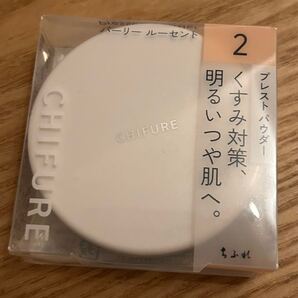 パーリー ルーセント
2
プレスト パウダー
くすみ対策、
明るいつや肌へ。
CHIFURE
CHIFURE
ちふれ